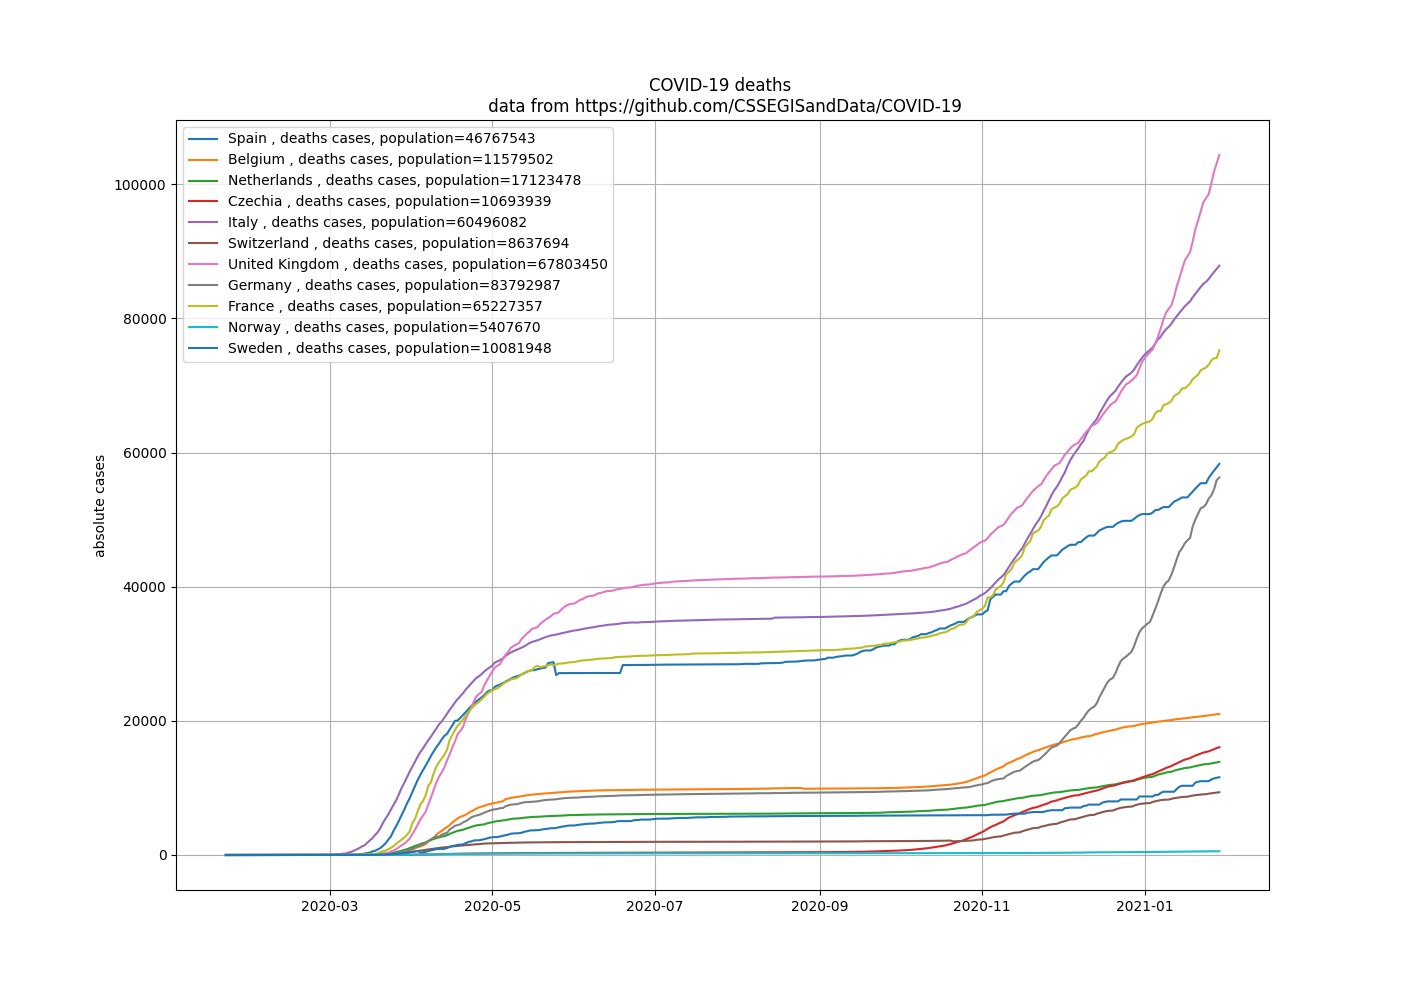 COVID-19 deaths
data from https://github.com/CSSEGISandData/COVID-19
Spain , deaths cases, population=46767543
Belgium , deaths cases, population=11579502
Netherlands , deaths cases, population=17123478
Czechia , deaths cases, population=10693939
Italy , deaths cases, population=60496082
Switzerland , deaths cases, population=8637694
United Kingdom , deaths cases, population=67803450
Germany , deaths cases, population=83792987
France , deaths cases, population=65227357
Norway , deaths cases, population=5407670
Sweden , deaths cases, population=10081948
absolute cases
100000
80000
60000
40000
20000
0
2020-03
2020-05
2020-07
2020-09
2020-11
2021-01